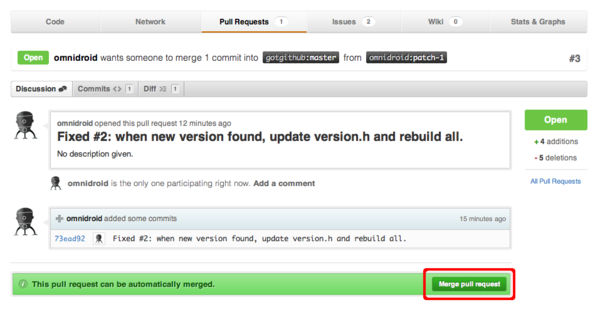 Code Network Pull Requests 1 Issues 2 Wiki 0 Stats & Graphs
Open omnidroid wants someone to merge 1 commit into gotgithub:master from omnidroid:patch-1 #3
Discussion Commits <> 1 Diff 1
omnidroid opened this pull request 12 minutes ago
Fixed #2: when new version found, update version.h and rebuild all.
No description given.
Open
+ 4 additions
- 5 deletions
All Pull Requests
omnidroid is the only one participating right now. Add a comment
omnidroid added some commits 15 minutes ago
73ead92 Fixed #2: when new version found, update version.h and rebuild all.
This pull request can be automatically merged. Merge pull request